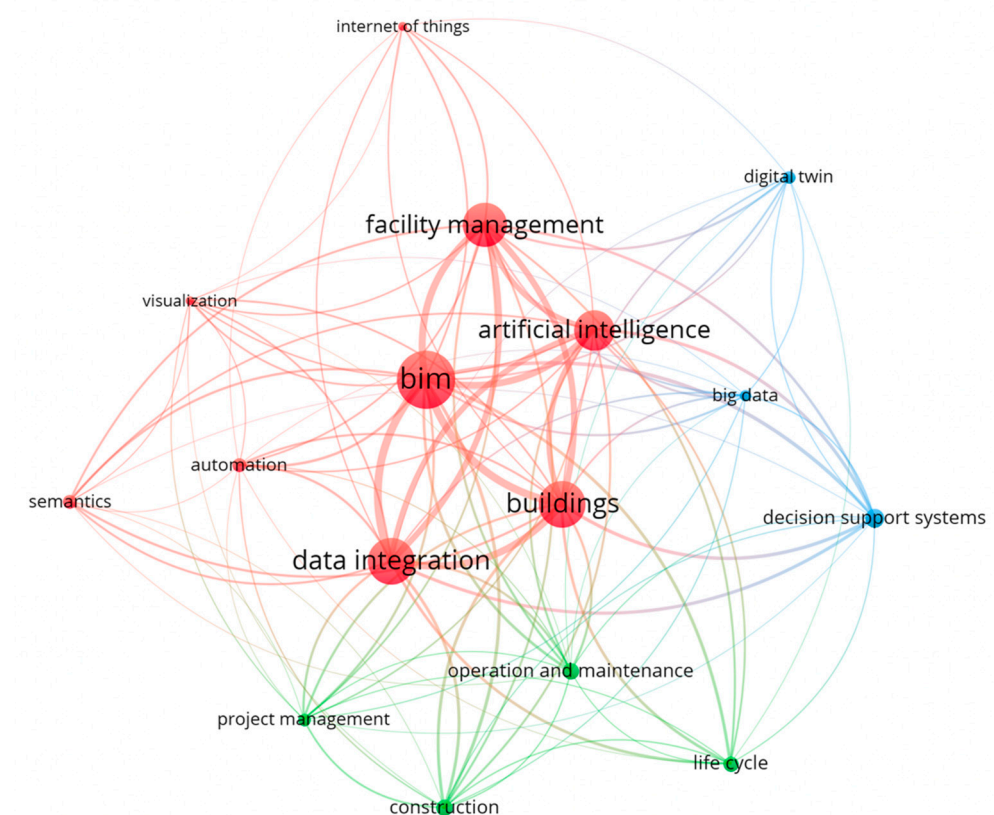 internet of things
digital twin
facility management
visualization
artificial intelligence
bim
big data
automation
semantics
buildings
decision support systems
data integration
operation and maintenance
project management
life cycle
construction